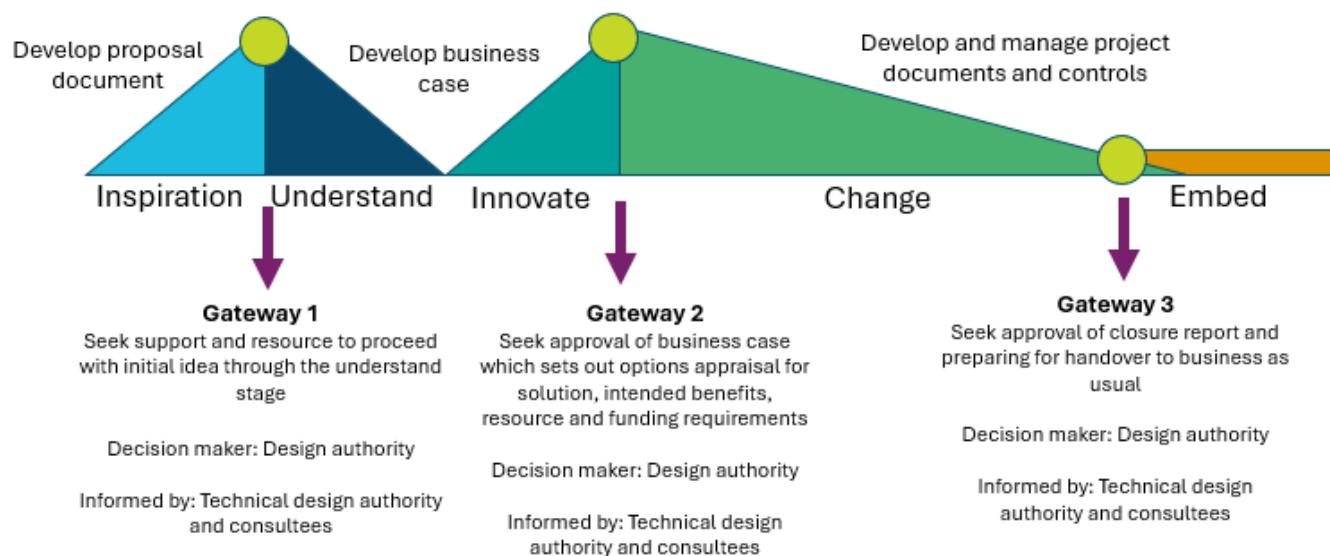 Develop proposal
document
Develop business
case
Develop and manage project
documents and controls
Inspiration
Understand
Innovate
Change
Embed
Gateway 1
Seek support and resource to proceed
with initial idea through the understand
stage
Decision maker: Design authority
Informed by: Technical design authority
and consultees
Gateway 2
Seek approval of business case
which sets out options appraisal for
solution, intended benefits,
resource and funding requirements
Decision maker: Design authority
Informed by: Technical design
authority and consultees
Gateway 3
Seek approval of closure report and
preparing for handover to business as
usual
Decision maker: Design authority
Informed by: Technical design
authority and consultees